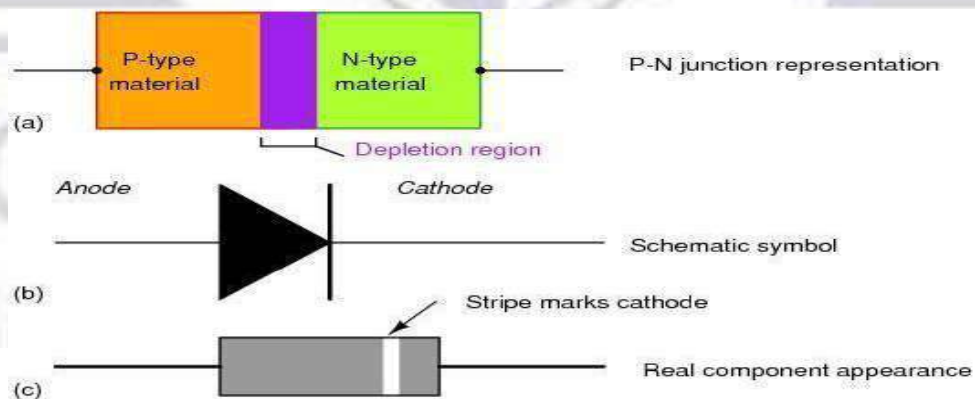 P-type
material
N-type
material
P-N junction representation
(a)
Depletion region
Anode
Cathode
Schematic symbol
(b)
Stripe marks cathode
Real component appearance
(c)